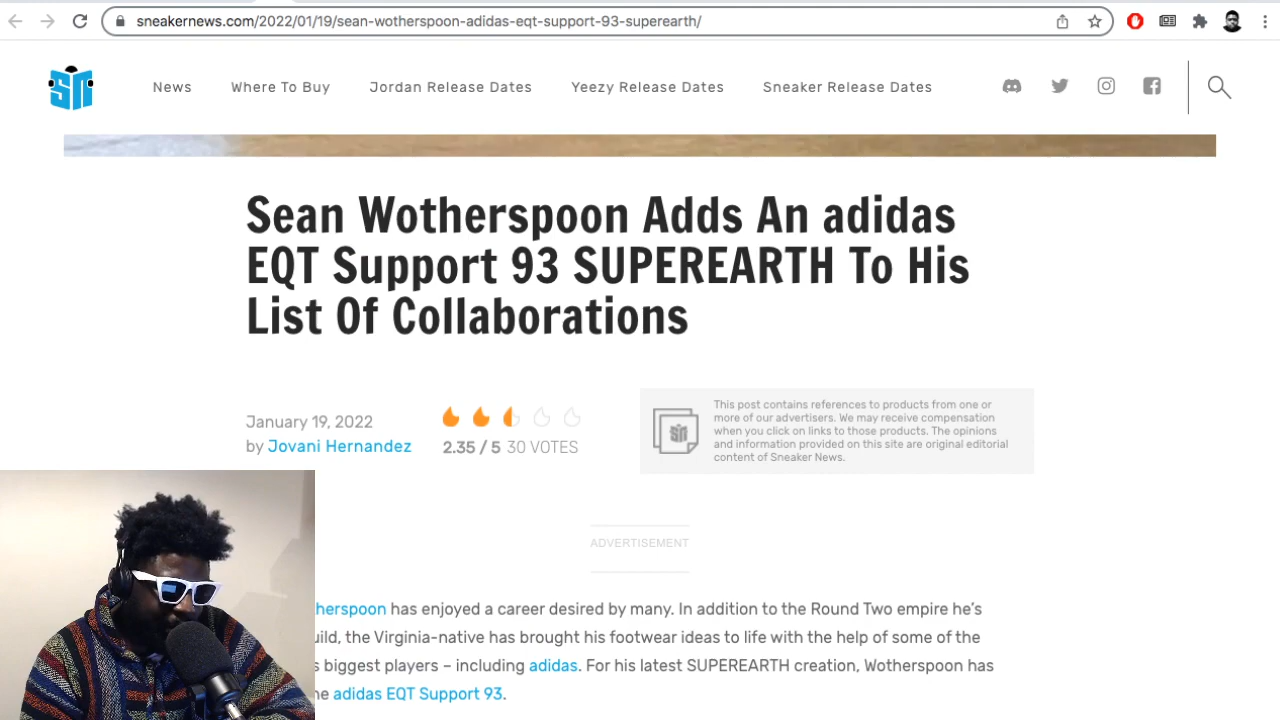 sneakernews.com/2022/01/19/sean-wotherspoon-adidas-eqt-support-93-superearth/
SN
News
Where To Buy
Jordan Release Dates
Yeezy Release Dates
Sneaker Release Dates
Sean Wotherspoon Adds An adidas
EQT Support 93 SUPEREARTH To His
List Of Collaborations
January 19, 2022
by Jovani Hernandez
2.35 / 5 30 VOTES
SN
This post contains references to products from one or
more of our advertisers. We may receive compensation
when you click on links to those products. The opinions
and information provided on this site are original editorial
content of Sneaker News.
ADVERTISEMENT
herspoon has enjoyed a career desired by many. In addition to the Round Two empire he's
uild, the Virginia-native has brought his footwear ideas to life with the help of some of the
s biggest players – including adidas. For his latest SUPEREARTH creation, Wotherspoon has
ne adidas EQT Support 93.